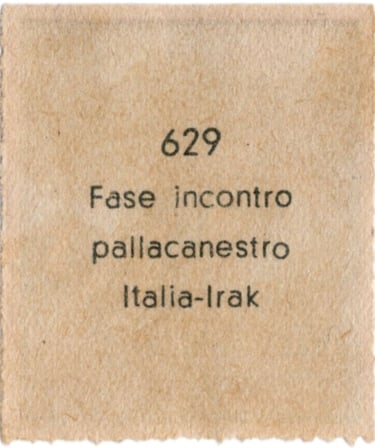 629
Fase incontro
pallacanestro
Italia-Irak